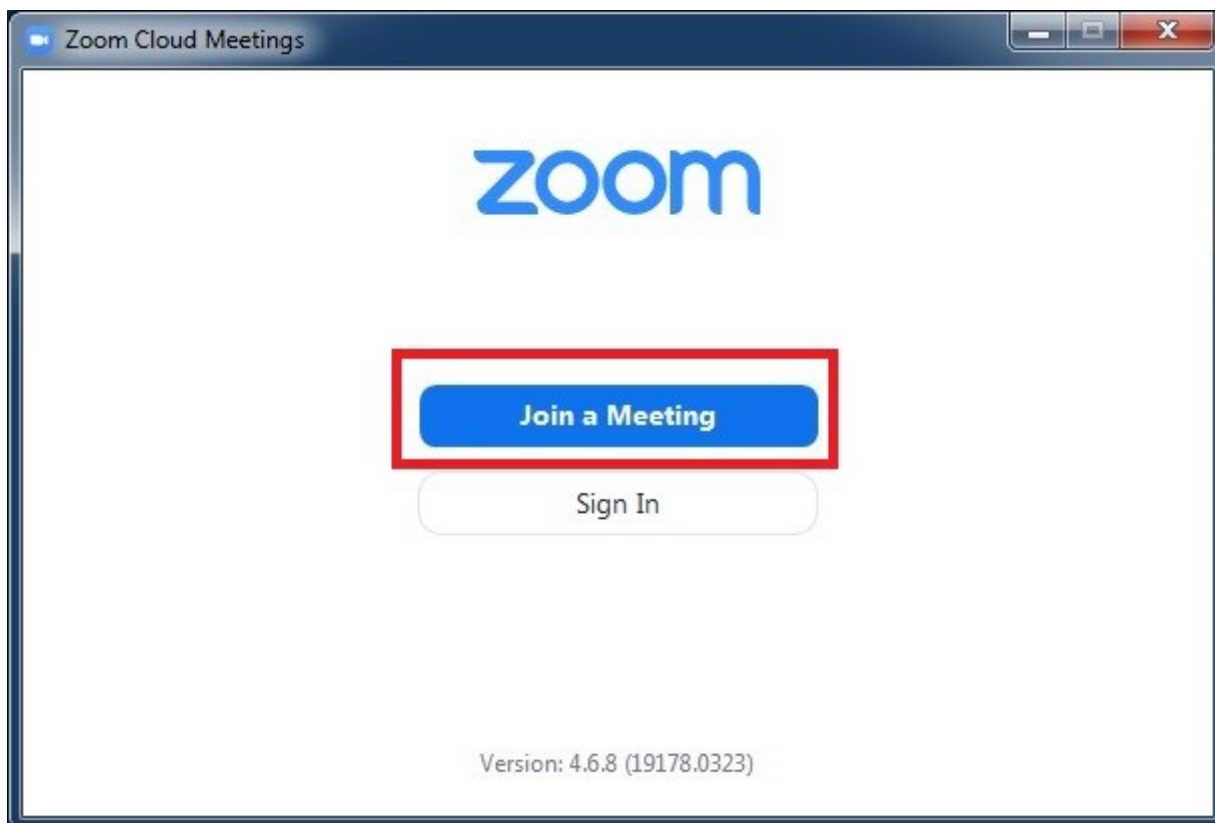 Zoom Cloud Meetings
zoom
Join a Meeting
Sign In
Version: 4.6.8 (19178.0323)